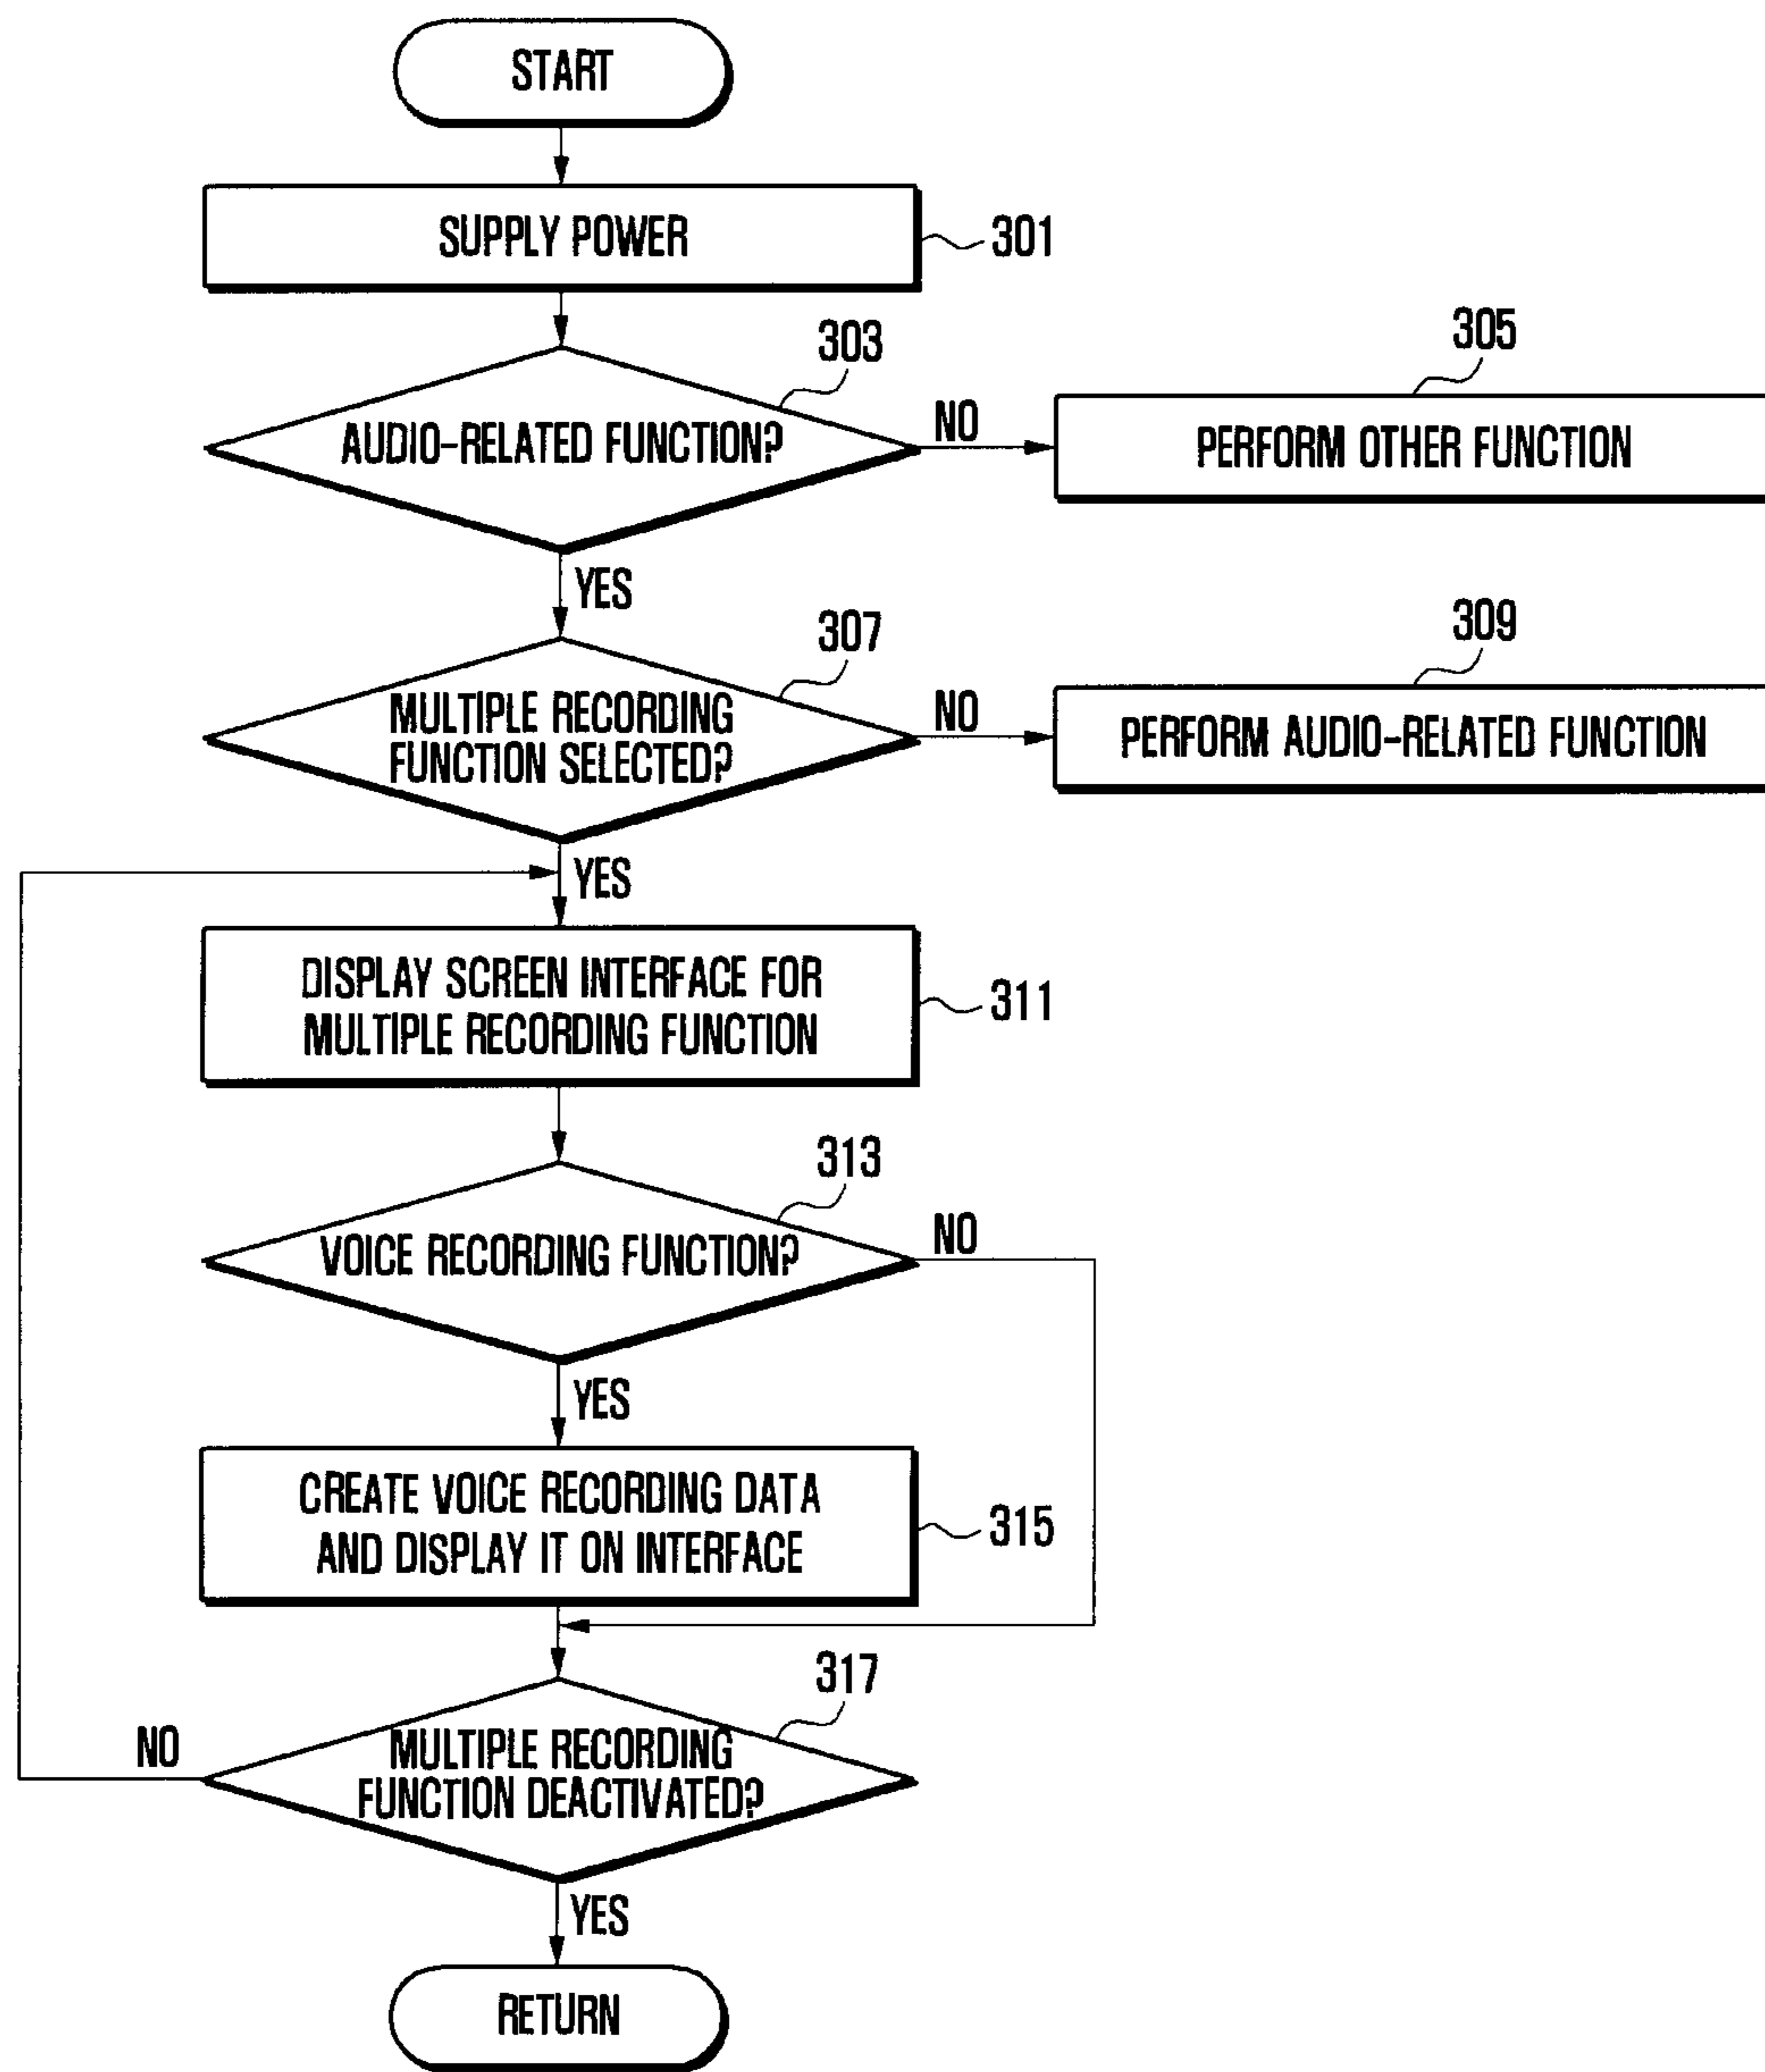 START
SUPPLY POWER
301
303
305
AUDIO-RELATED FUNCTION?
NO
PERFORM OTHER FUNCTION
YES
307
309
MULTIPLE RECORDING
FUNCTION SELECTED?
NO
PERFORM AUDIO-RELATED FUNCTION
YES
DISPLAY SCREEN INTERFACE FOR
MULTIPLE RECORDING FUNCTION
311
313
VOICE RECORDING FUNCTION?
NO
YES
CREATE VOICE RECORDING DATA
AND DISPLAY IT ON INTERFACE
315
317
NO
MULTIPLE RECORDING
FUNCTION DEACTIVATED?
YES
RETURN